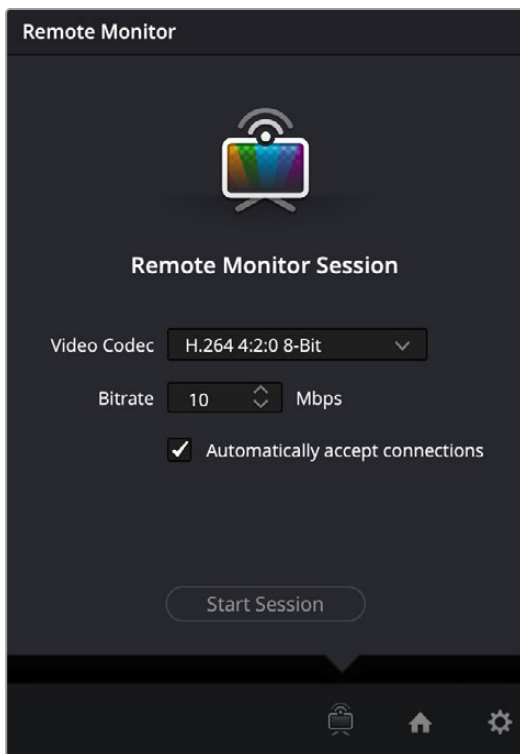 Remote Monitor
Remote Monitor Session
Video Codec H.264 4:2:0 8-Bit
Bitrate 10 Mbps
Automatically accept connections
Start Session